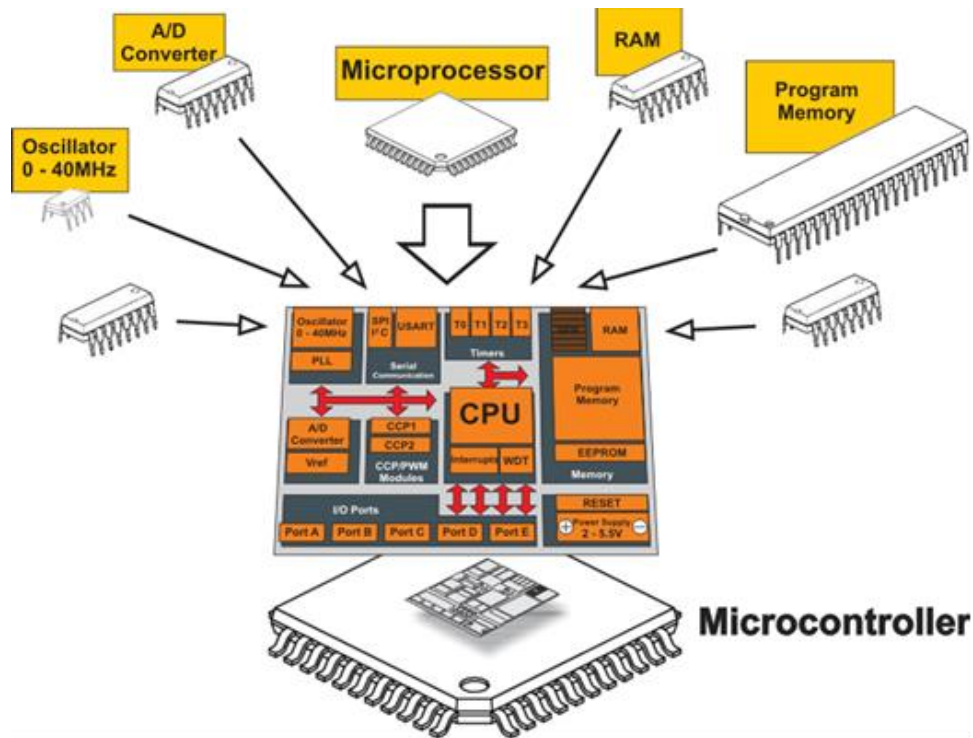 A/D
Converter
Microprocessor
RAM
Program
Memory
Oscillator
0 - 40MHz
Oscillator
0 - 40MHz
PLL
SPI
I²C
USART
Serial
Communication
T0
T1
T2
T3
Timers
RAM
Program
Memory
EEPROM
Memory
A/D
Converter
Vref
CCP1
CCP2
CCP/PWM
Modules
CPU
Interrupts
WDT
I/O Ports
Port A
Port B
Port C
Port D
Port E
RESET
+
Power Supply
2 - 5.5V
−
Microcontroller